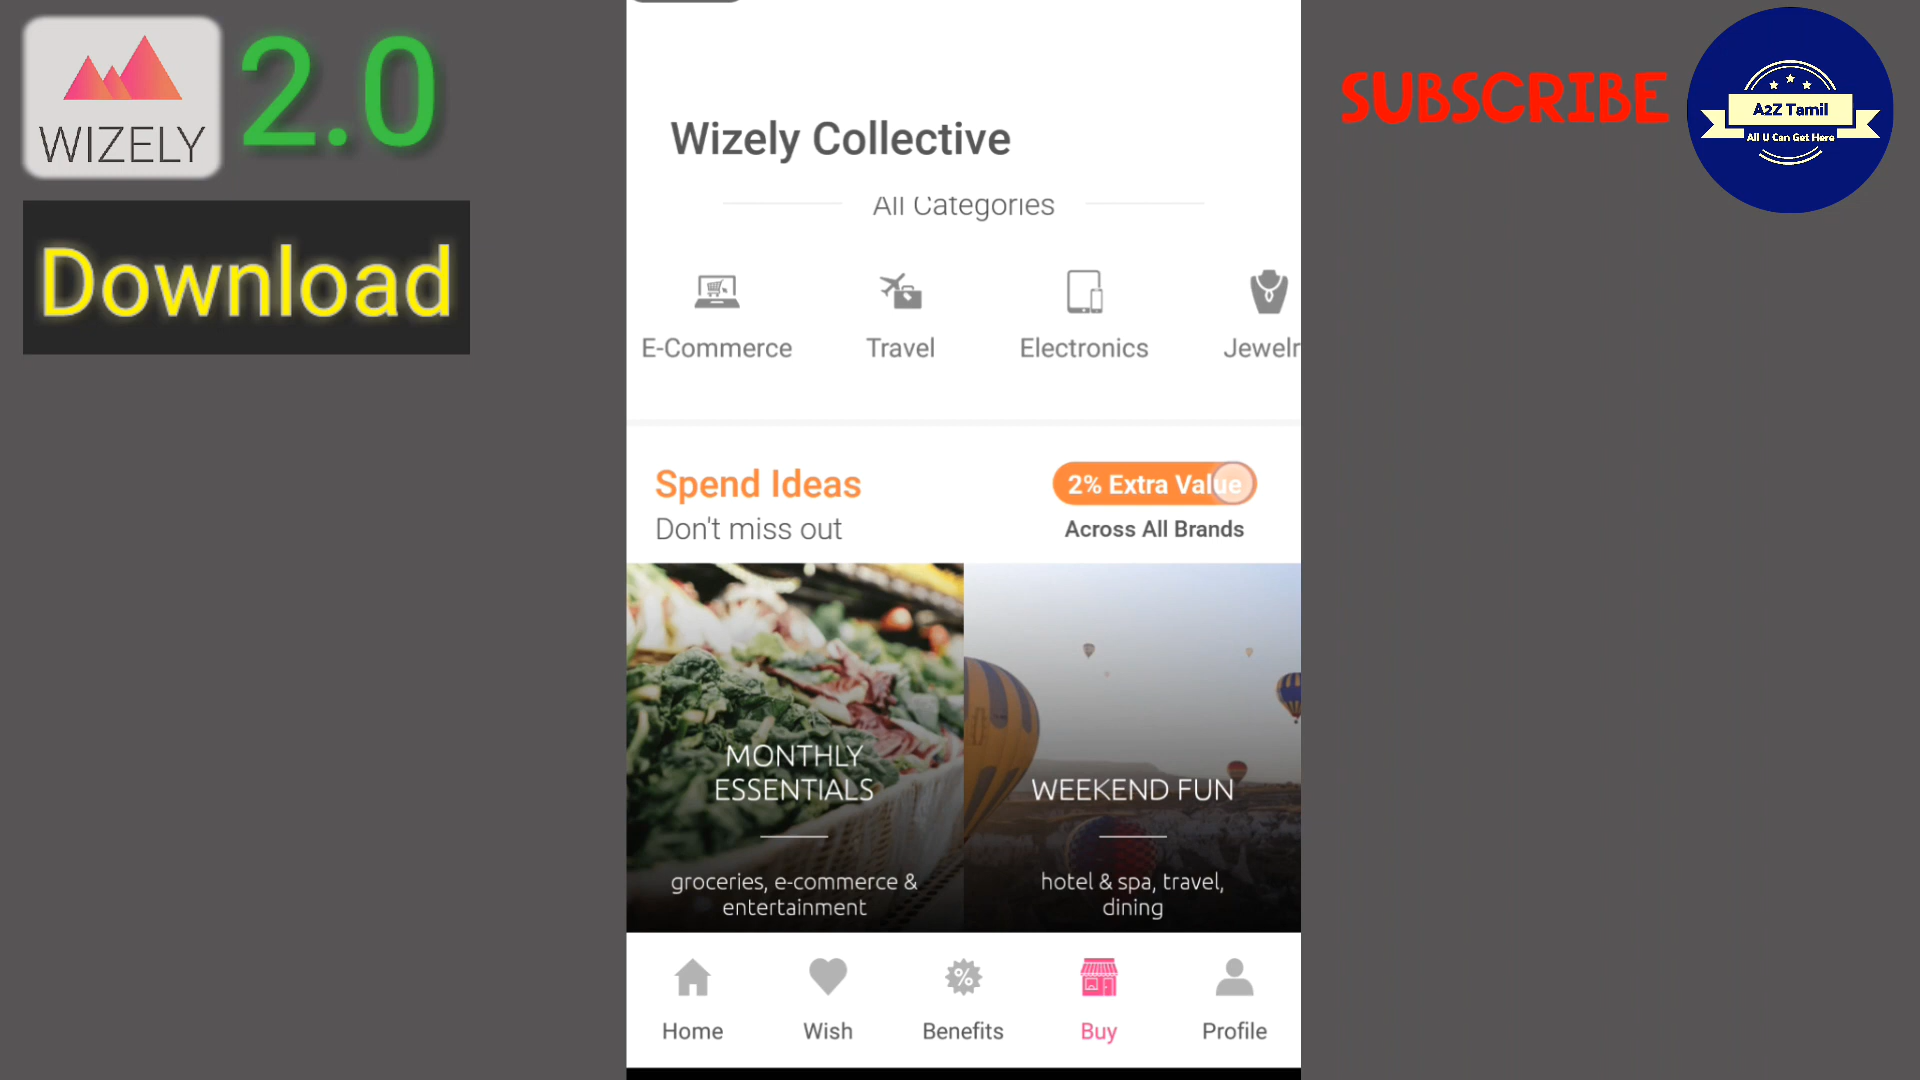 WIZELY
2.0
Download
SUBSCRIBE
A2Z Tamil
All U Can Get Here
Wizely Collective
All Categories
E-Commerce
Travel
Electronics
Jewelr
Spend Ideas
2% Extra Value
Don't miss out
Across All Brands
MONTHLY
ESSENTIALS
groceries, e-commerce &
entertainment
WEEKEND FUN
hotel & spa, travel,
dining
Home
Wish
Benefits
Buy
Profile